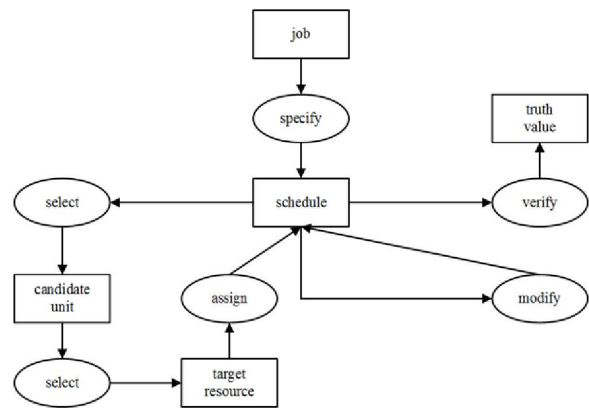 job
specify
truth
value
select
schedule
verify
candidate
unit
assign
modify
select
target
resource